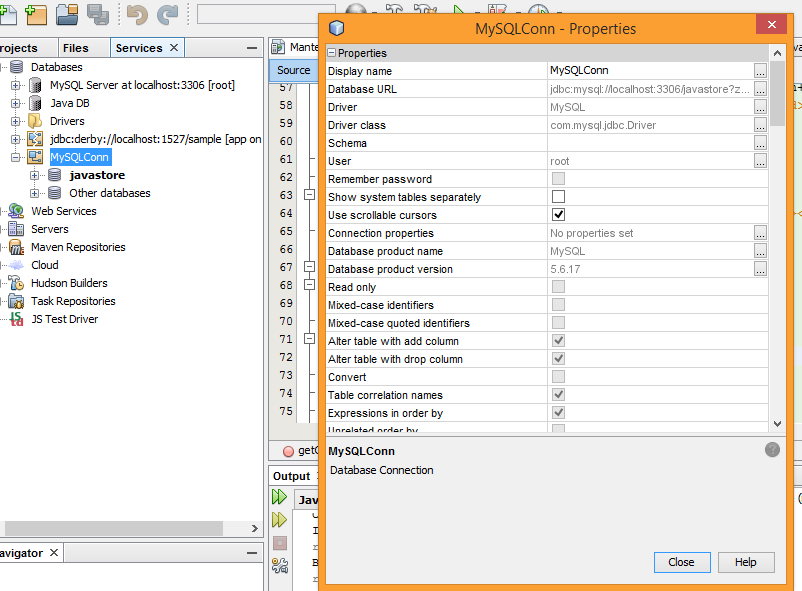 MySQLConn - Properties
rojects Files Services
Databases
MySQL Server at localhost:3306 [root]
Java DB
Drivers
jdbc:derby://localhost:1527/sample [app on
MySQLConn
javastore
Other databases
Web Services
Servers
Maven Repositories
Cloud
Hudson Builders
Task Repositories
JS Test Driver
avigator
Mante
Source
57
58
59
60
61
62
63
64
65
66
67
68
69
70
71
72
73
74
75
Output
Jav
Properties
Display name MySQLConn ...
Database URL jdbc:mysql://localhost:3306/javastore?z... ...
Driver MySQL ...
Driver class com.mysql.jdbc.Driver ...
Schema ...
User root ...
Remember password
Show system tables separately
Use scrollable cursors
Connection properties No properties set ...
Database product name MySQL ...
Database product version 5.6.17 ...
Read only
Mixed-case identifiers
Mixed-case quoted identifiers
Alter table with add column
Alter table with drop column
Convert
Table correlation names
Expressions in order by
Unrelated order by
MySQLConn
Database Connection
Close Help